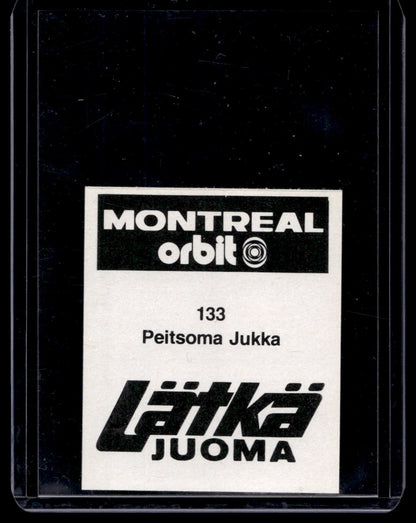 MONTREAL
orbit
133
Peitsoma Jukka
Lätkä
JUOMA